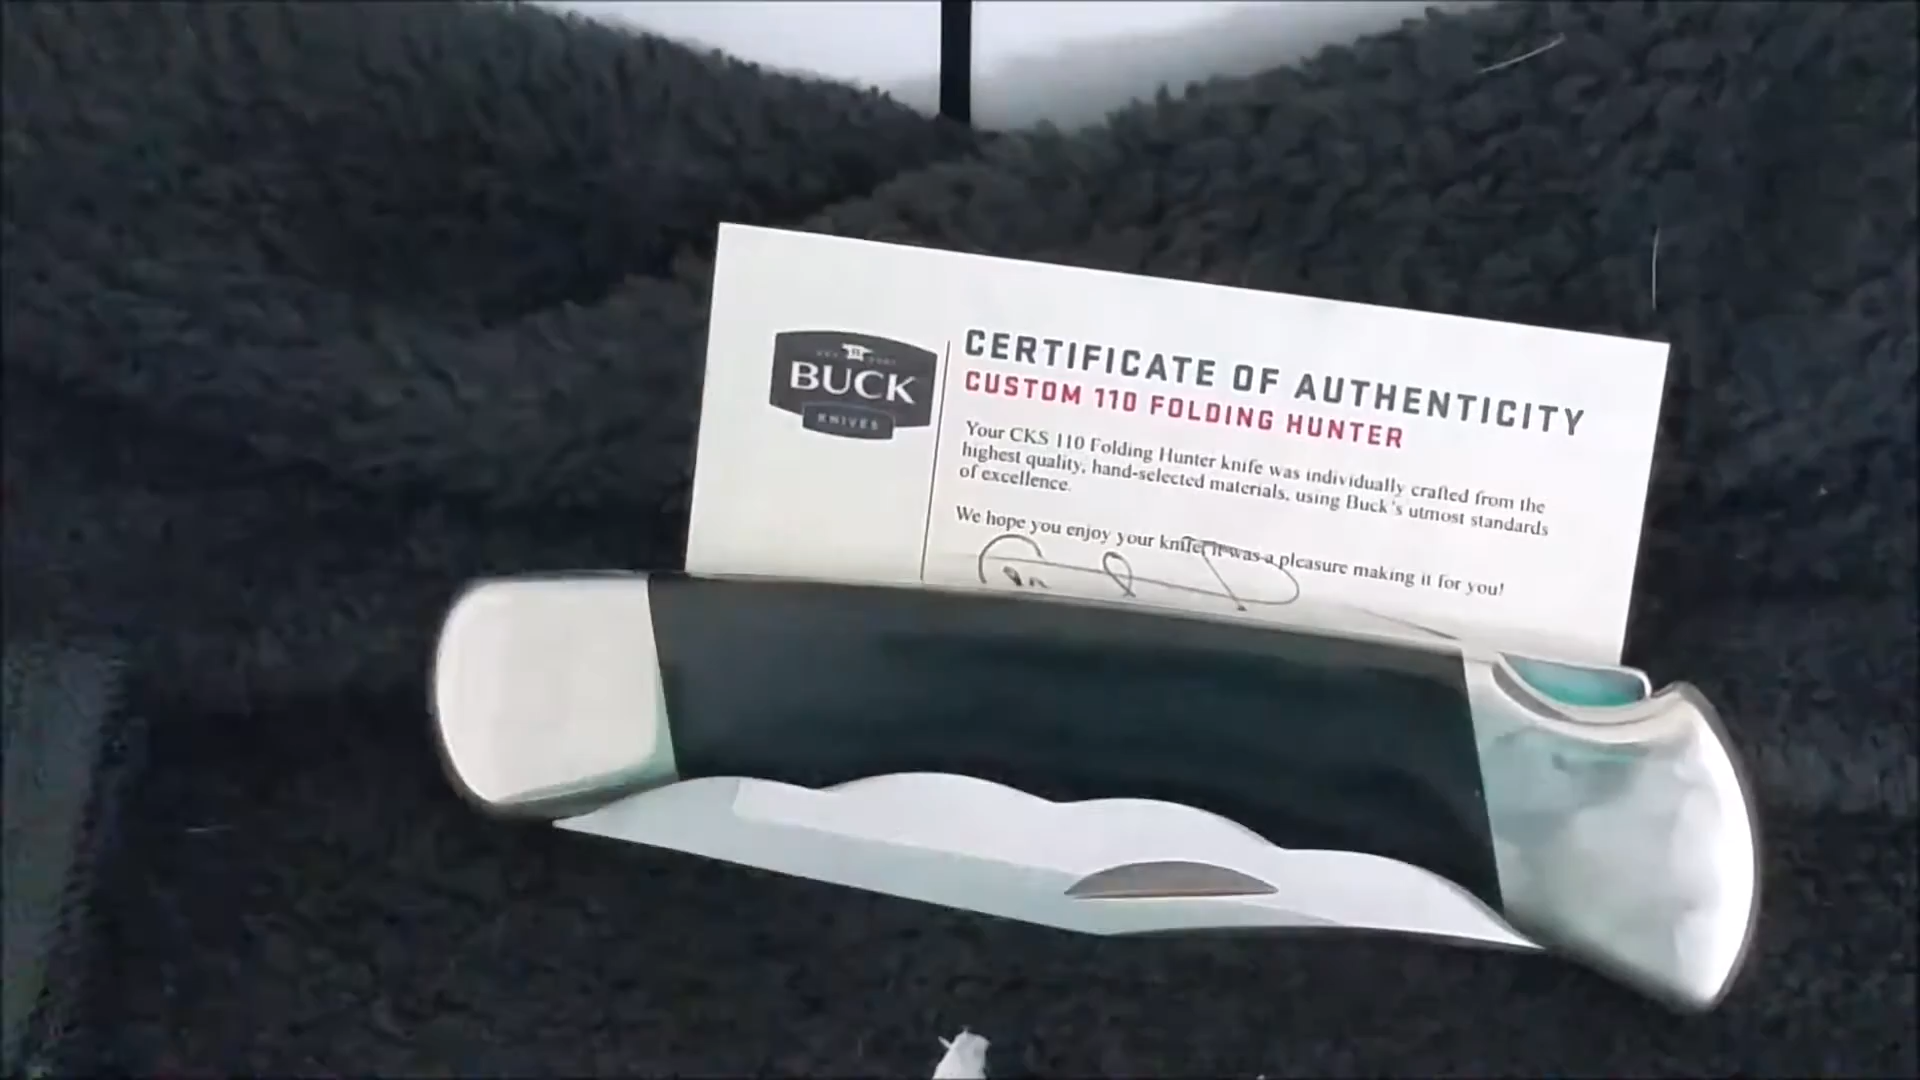 BUCK
KNIVES
CERTIFICATE OF AUTHENTICITY
CUSTOM 110 FOLDING HUNTER
Your CKS 110 Folding Hunter knife was individually crafted from the
highest quality, hand-selected materials, using Buck's utmost standards
of excellence.
We hope you enjoy your knife, it was a pleasure making it for you!